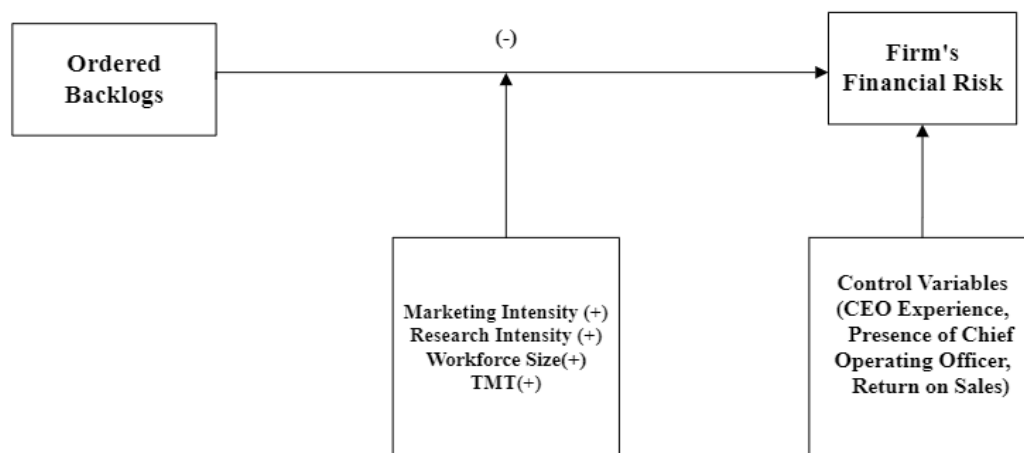 Ordered
Backlogs
(-)
Firm's
Financial Risk
Marketing Intensity (+)
Research Intensity (+)
Workforce Size(+)
TMT(+)
Control Variables
(CEO Experience,
Presence of Chief
Operating Officer,
Return on Sales)